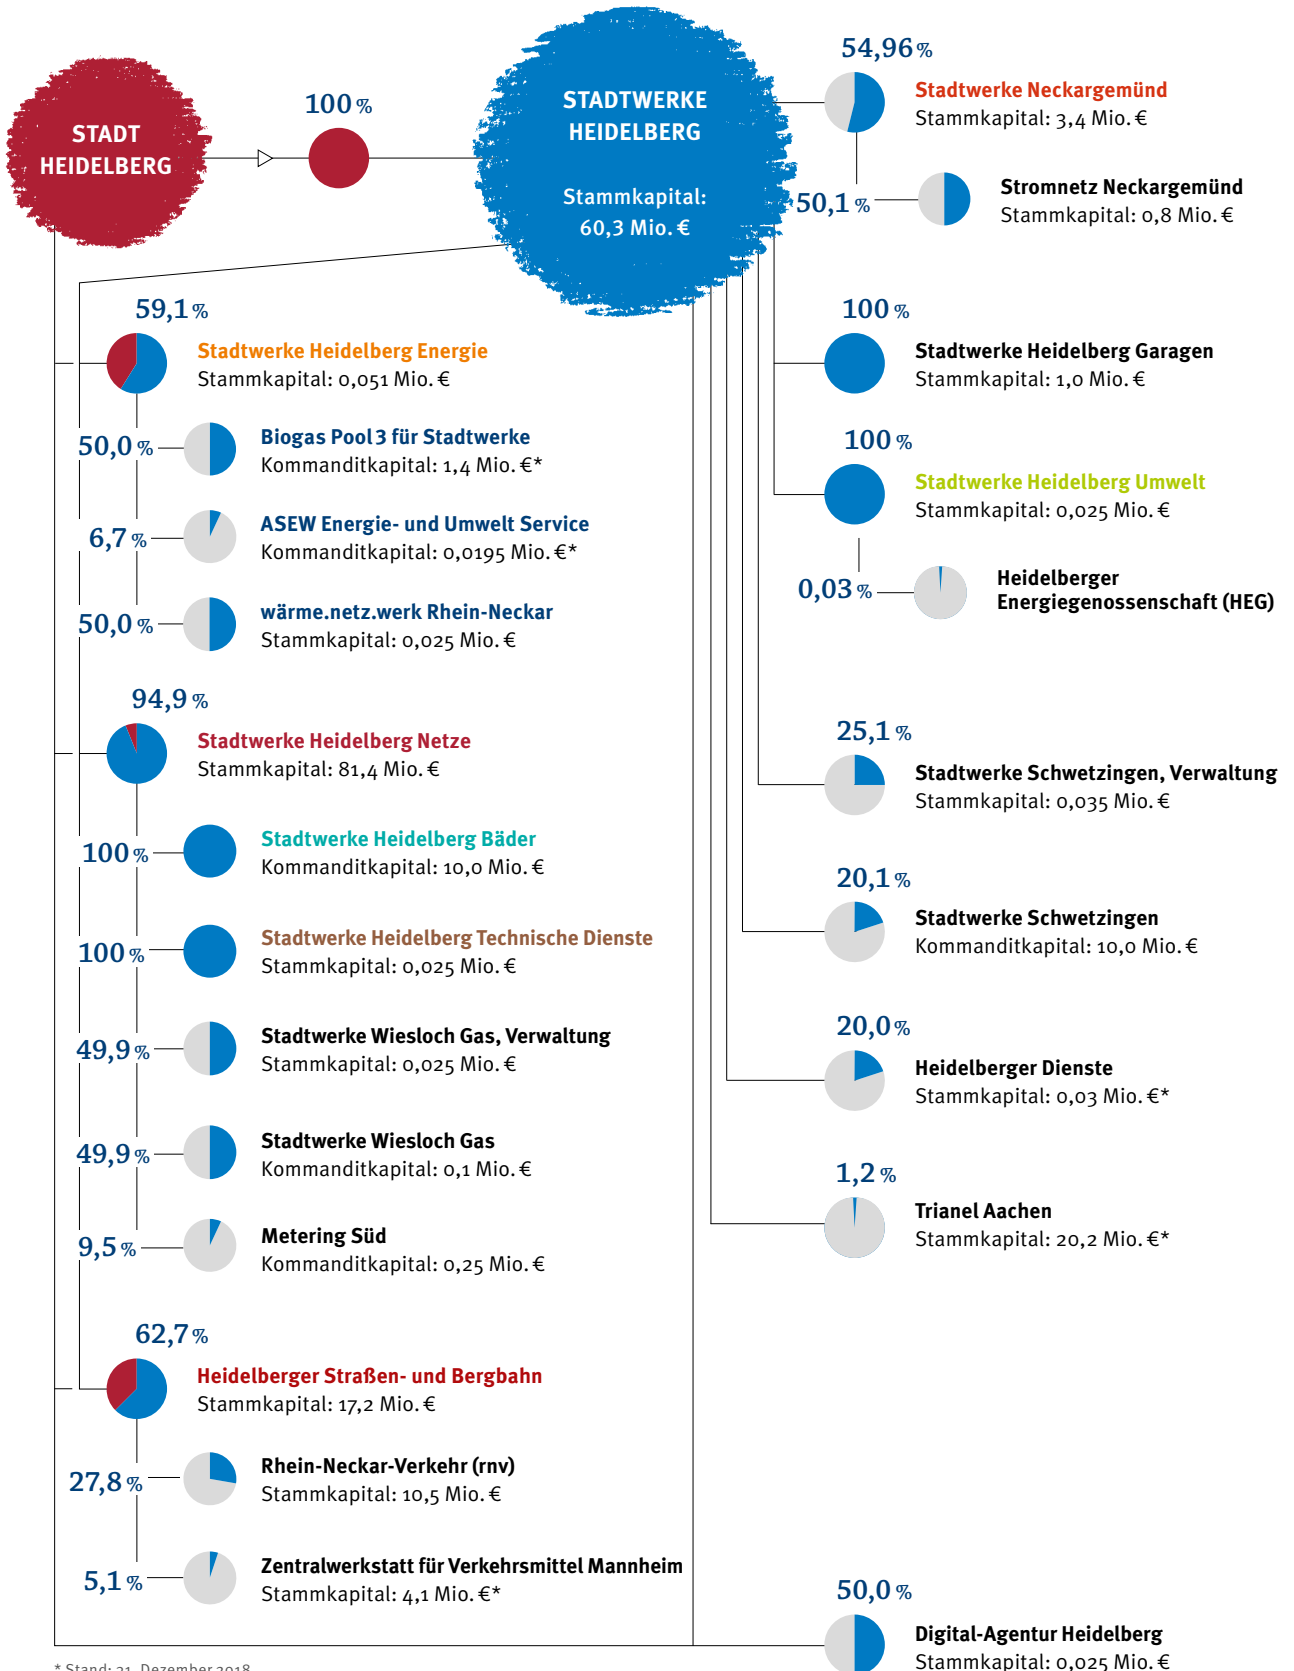 STADT
HEIDELBERG
100 %
STADTWERKE
HEIDELBERG
Stammkapital:
60,3 Mio. €
54,96 %
Stadtwerke Neckargemünd
Stammkapital: 3,4 Mio. €
50,1 %
Stromnetz Neckargemünd
Stammkapital: 0,8 Mio. €
59,1 %
Stadtwerke Heidelberg Energie
Stammkapital: 0,051 Mio. €
50,0 %
Biogas Pool 3 für Stadtwerke
Kommanditkapital: 1,4 Mio. €*
6,7 %
ASEW Energie- und Umwelt Service
Kommanditkapital: 0,0195 Mio. €*
50,0 %
wärme.netz.werk Rhein-Neckar
Stammkapital: 0,025 Mio. €
94,9 %
Stadtwerke Heidelberg Netze
Stammkapital: 81,4 Mio. €
100 %
Stadtwerke Heidelberg Bäder
Kommanditkapital: 10,0 Mio. €
100 %
Stadtwerke Heidelberg Technische Dienste
Stammkapital: 0,025 Mio. €
49,9 %
Stadtwerke Wiesloch Gas, Verwaltung
Stammkapital: 0,025 Mio. €
49,9 %
Stadtwerke Wiesloch Gas
Kommanditkapital: 0,1 Mio. €
9,5 %
Metering Süd
Kommanditkapital: 0,25 Mio. €
62,7 %
Heidelberger Straßen- und Bergbahn
Stammkapital: 17,2 Mio. €
27,8 %
Rhein-Neckar-Verkehr (rnv)
Stammkapital: 10,5 Mio. €
5,1 %
Zentralwerkstatt für Verkehrsmittel Mannheim
Stammkapital: 4,1 Mio. €*
100 %
Stadtwerke Heidelberg Garagen
Stammkapital: 1,0 Mio. €
100 %
Stadtwerke Heidelberg Umwelt
Stammkapital: 0,025 Mio. €
0,03 %
Heidelberger
Energiegenossenschaft (HEG)
25,1 %
Stadtwerke Schwetzingen, Verwaltung
Stammkapital: 0,035 Mio. €
20,1 %
Stadtwerke Schwetzingen
Kommanditkapital: 10,0 Mio. €
20,0 %
Heidelberger Dienste
Stammkapital: 0,03 Mio. €*
1,2 %
Trianel Aachen
Stammkapital: 20,2 Mio. €*
50,0 %
Digital-Agentur Heidelberg
Stammkapital: 0,025 Mio. €
* Stand: 31. Dezember 2018